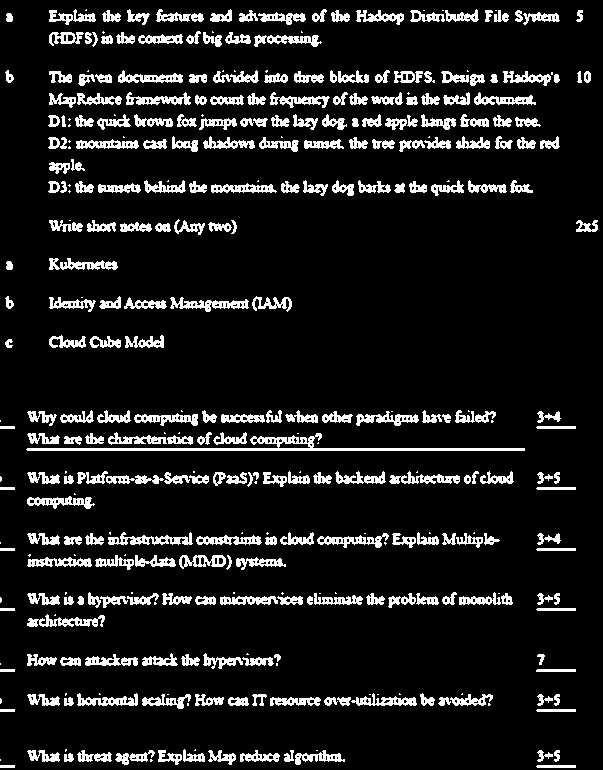 a Explain the key features and advantages of the Hadoop Distributed File System 5
(HDFS) in the context of big data processing.
b The given documents are divided into three blocks of HDFS. Design a Hadoop's 10
MapReduce framework to count the frequency of the word in the total document.
D1: the quick brown fox jumps over the lazy dog. a red apple hangs from the tree.
D2: mountains cast long shadows during sunset. the tree provides shade for the red
apple.
D3: the sunsets behind the mountains. the lazy dog barks at the quick brown fox.
Write short notes on (Any two) 2x5
a Kubernetes
b Identity and Access Management (IAM)
c Cloud Cube Model
Why could cloud computing be successful when other paradigms have failed? 3+4
What are the characteristics of cloud computing?
What is Platform-as-a-Service (PaaS)? Explain the backend architecture of cloud 3+5
computing.
What are the infrastructural constraints in cloud computing? Explain Multiple- 3+4
instruction multiple-data (MIMD) systems.
What is a hypervisor? How can microservices eliminate the problem of monolith 3+5
architecture?
How can attackers attack the hypervisors? 7
What is horizontal scaling? How can IT resource over-utilization be avoided? 3+5
What is threat agent? Explain Map reduce algorithm. 3+5